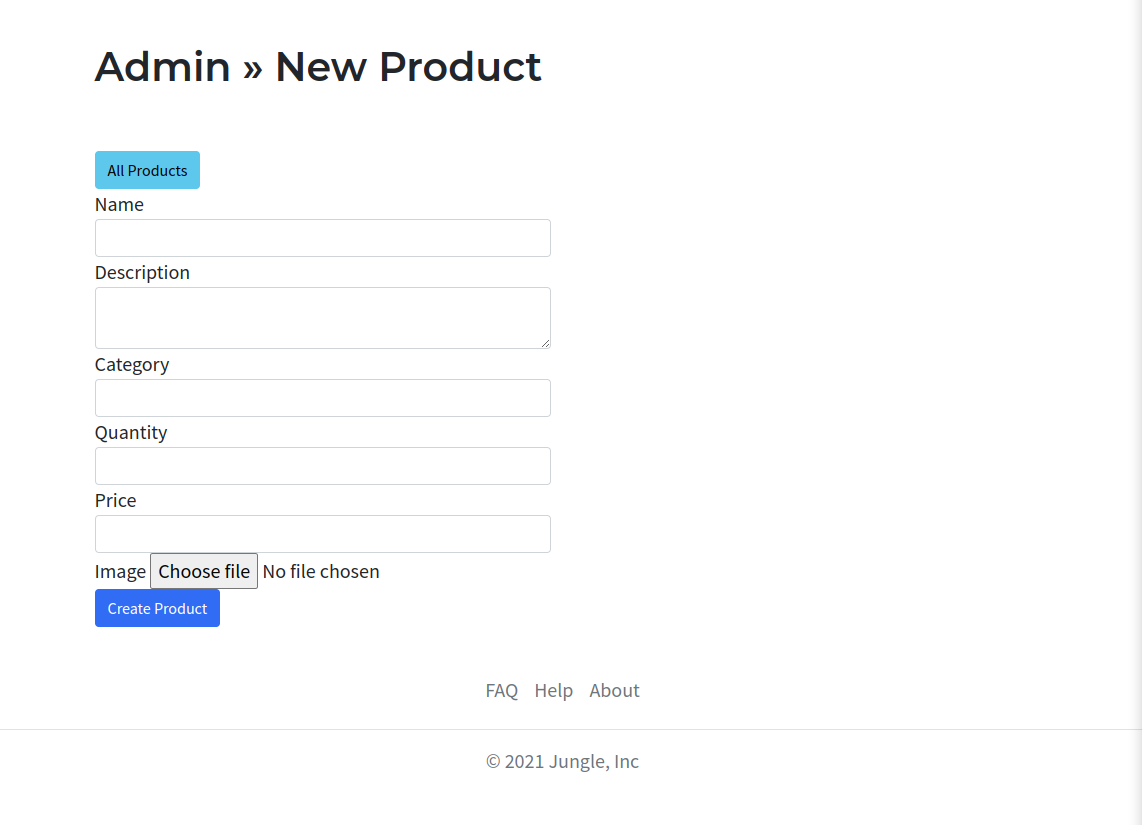 Admin » New Product
All Products
Name
Description
Category
Quantity
Price
Image Choose file No file chosen
Create Product
FAQ Help About
© 2021 Jungle, Inc